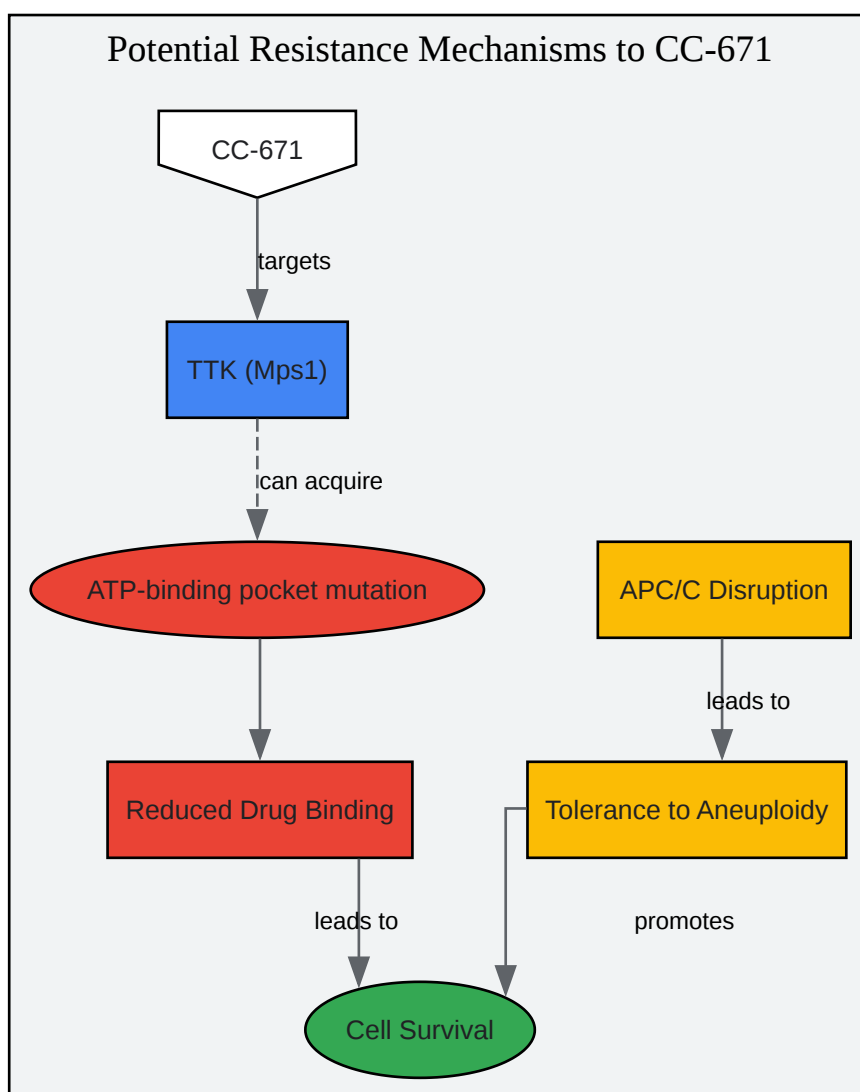 Potential Resistance Mechanisms to CC-671
CC-671
targets
TTK (Mps1)
can acquire
ATP-binding pocket mutation
APC/C Disruption
leads to
Reduced Drug Binding
Tolerance to Aneuploidy
leads to
promotes
Cell Survival